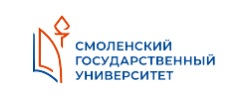 СМОЛЕНСКИЙ
ГОСУДАРСТВЕННЫЙ
УНИВЕРСИТЕТ